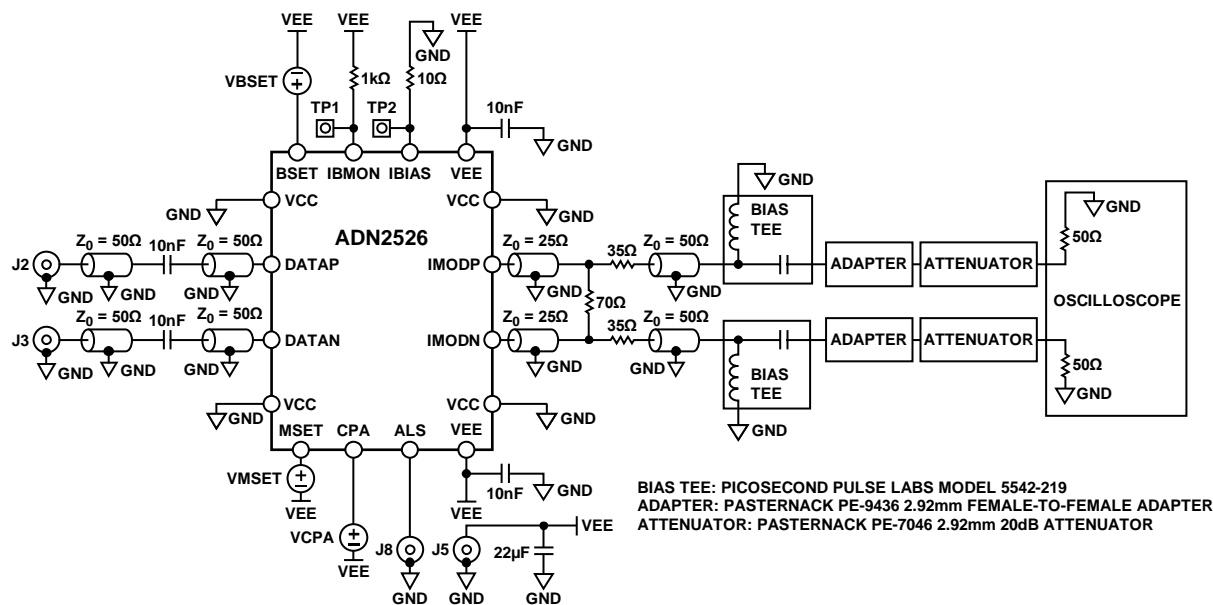 VEE VEE VEE
GND
VBSET
1kΩ
10Ω
TP1
TP2
10nF
GND
BSET IBMON IBIAS VEE
GND
VCC
VCC
GND
ADN2526
J2
Z0 = 50Ω
10nF
Z0 = 50Ω
DATAP
GND
GND
GND
J3
Z0 = 50Ω
10nF
Z0 = 50Ω
DATAN
GND
GND
GND
IMODP
Z0 = 25Ω
GND
35Ω
Z0 = 50Ω
GND
70Ω
IMODN
Z0 = 25Ω
GND
35Ω
Z0 = 50Ω
GND
GND
BIAS
TEE
ADAPTER
ATTENUATOR
BIAS
TEE
GND
ADAPTER
ATTENUATOR
GND
50Ω
OSCILLOSCOPE
50Ω
GND
GND
VCC
VCC
GND
MSET CPA ALS VEE
VMSET
VEE
VCPA
VEE
J8
GND
10nF
GND
VEE
J5
GND
22µF
GND
VEE
BIAS TEE: PICOSECOND PULSE LABS MODEL 5542-219
ADAPTER: PASTERNACK PE-9436 2.92mm FEMALE-TO-FEMALE ADAPTER
ATTENUATOR: PASTERNACK PE-7046 2.92mm 20dB ATTENUATOR